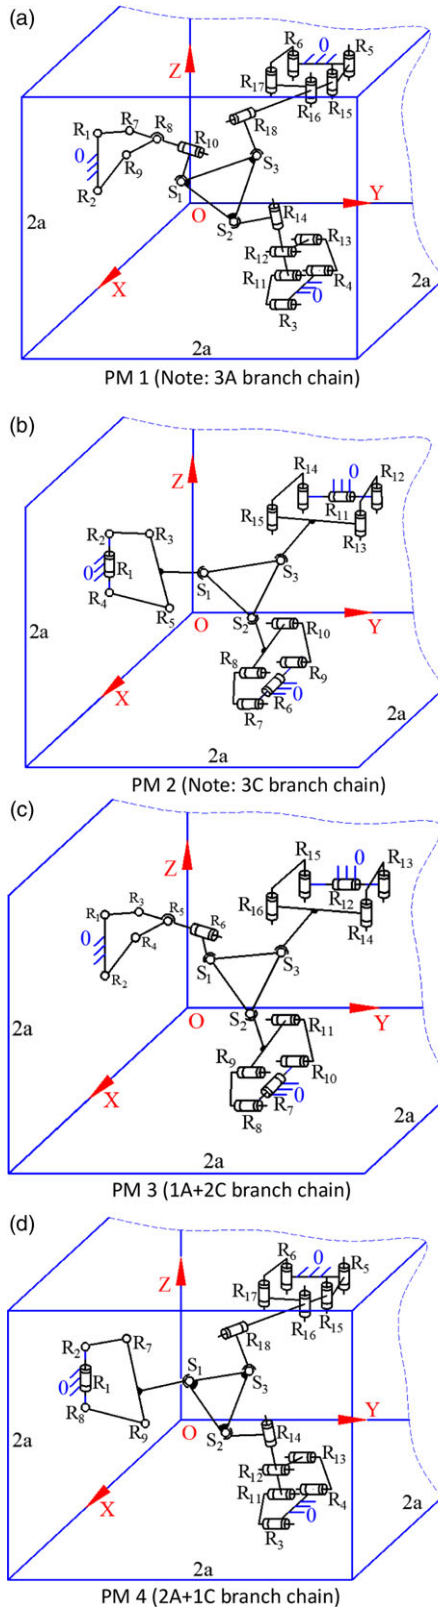 (a)
0
R6
R5
Z
R17
R7
R8
R10
R1
R18
R16
R15
0
R9
S3
R2
S1
O
Y
S2
R14
2a
R13
R12
R11
R4
X
0
R3
2a
2a
PM 1 (Note: 3A branch chain)
(b)
R14
0
R12
Z
R2
R3
R15
R11
R13
0
R1
S3
R4
S1
R5
S2
O
R10
Y
2a
R8
R9
X
0
R6
R7
2a
2a
PM 2 (Note: 3C branch chain)
(c)
R15
0
R13
Z
R16
R12
R1
R3
R5
R6
R14
0
R4
S3
S1
R2
S2
O
R11
Y
2a
R9
R10
X
0
R7
R8
2a
2a
PM 3 (1A+2C branch chain)
(d)
0
R6
R5
Z
R17
R2
R7
R18
R16
R15
S1
0
R1
S3
R8
R9
O
Y
S2
R14
2a
R13
R12
R11
R4
X
0
R3
2a
2a
PM 4 (2A+1C branch chain)